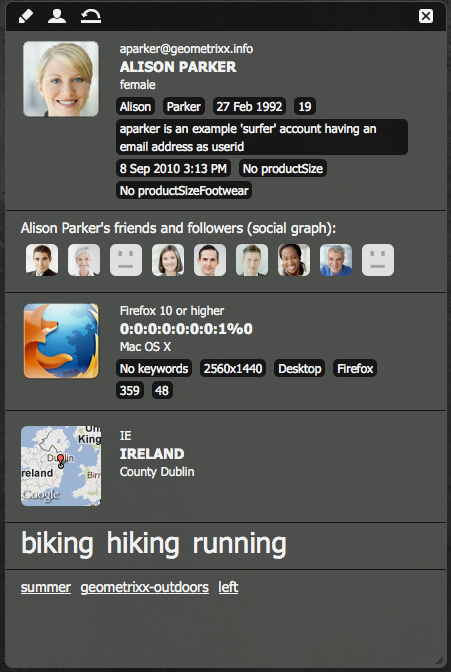 aparker@geometrixx.info
ALISON PARKER
female
Alison Parker 27 Feb 1992 19
aparker is an example 'surfer' account having an
email address as userid
8 Sep 2010 3:13 PM No productSize
No productSizeFootwear
Alison Parker's friends and followers (social graph):
Firefox 10 or higher
0:0:0:0:0:0:0:1%0
Mac OS X
No keywords 2560x1440 Desktop Firefox
359 48
Un
King
Dublin
reland
Google
IE
IRELAND
County Dublin
biking hiking running
summer geometrixx-outdoors left